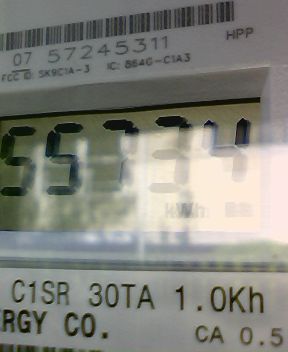 07 57245311
HPP
FCC ID: SK9C1A-3 IC: 864G-C1A3
55734
kWh
C1SR 30TA 1.0Kh
RGY CO.
CA 0.5